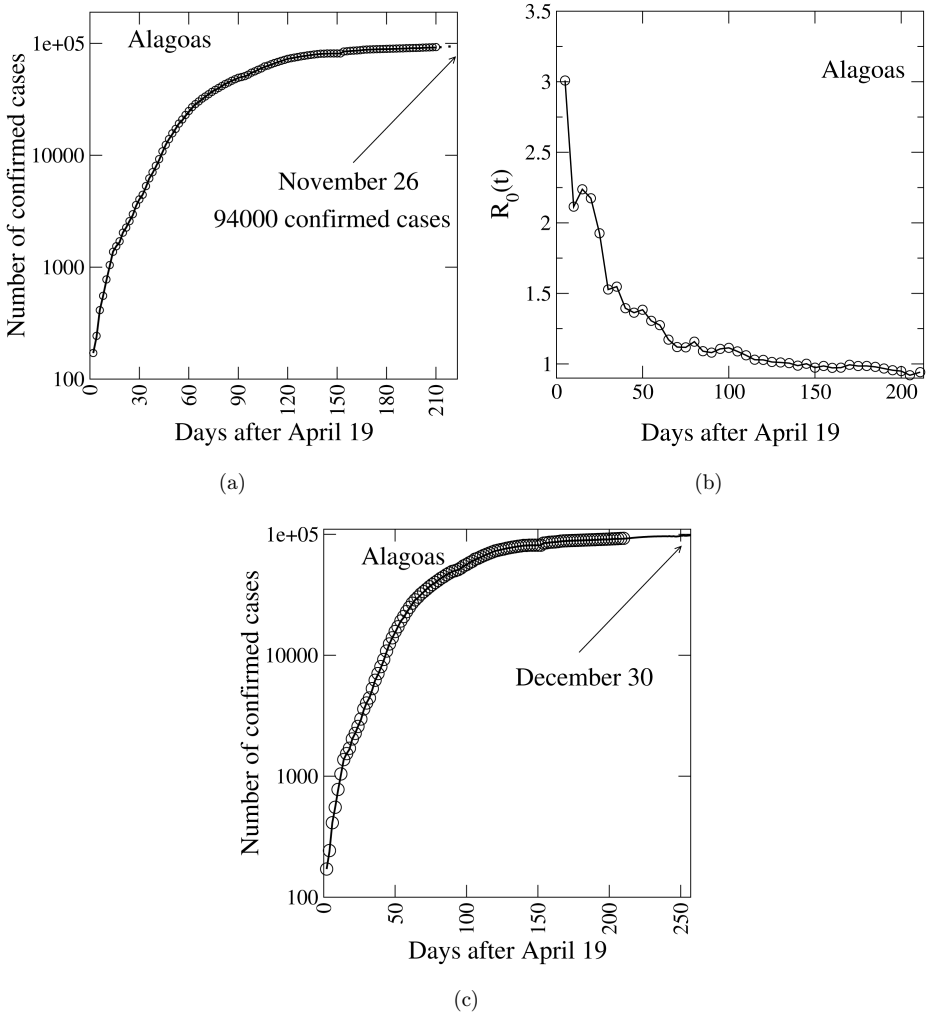 Number of confirmed cases
1e+05
10000
1000
100
Alagoas
November 26
94000 confirmed cases
0
30
60
90
120
150
180
210
Days after April 19
(a)
R0(t)
3.5
3
2.5
2
1.5
1
Alagoas
0
50
100
150
200
Days after April 19
(b)
Number of confirmed cases
1e+05
10000
1000
100
Alagoas
December 30
0
50
100
150
200
250
Days after April 19
(c)